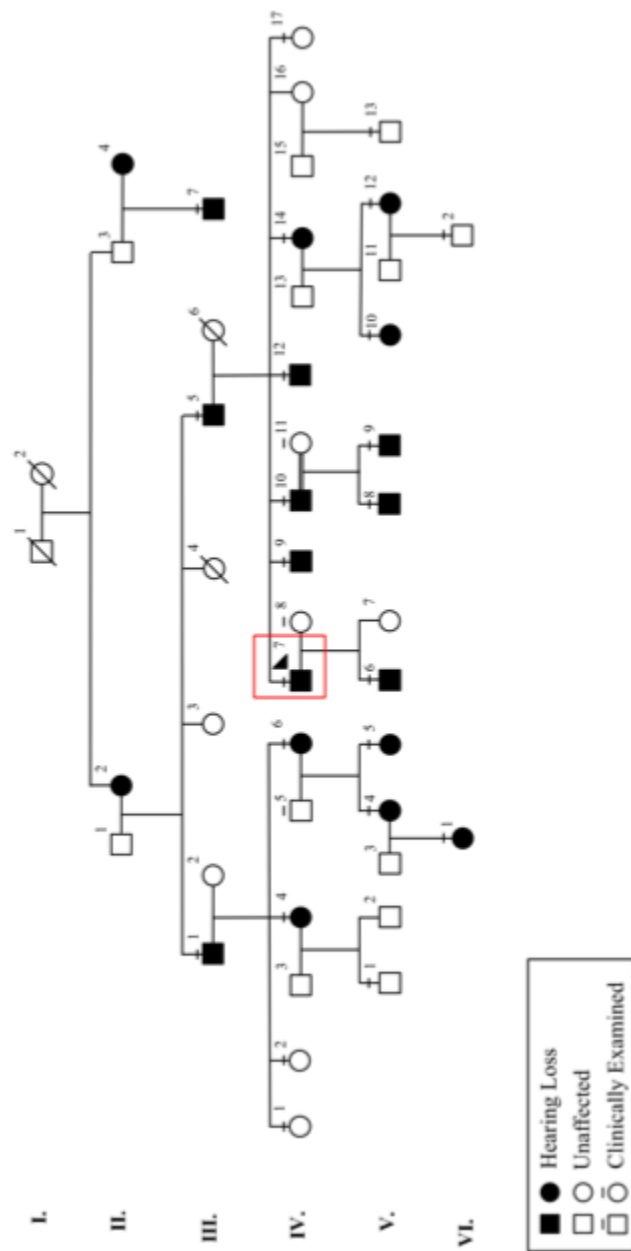 I. 1 2
II. 1 2 3 4
III. 1 2 3 4 5 6 7
IV. 1 2 3 4 5 6 7 8 9 10 11 12 13 14 15 16 17
V. 1 2 3 4 5 6 7 8 9 10 11 12 13
VI. 1 2
Hearing Loss
Unaffected
Clinically Examined